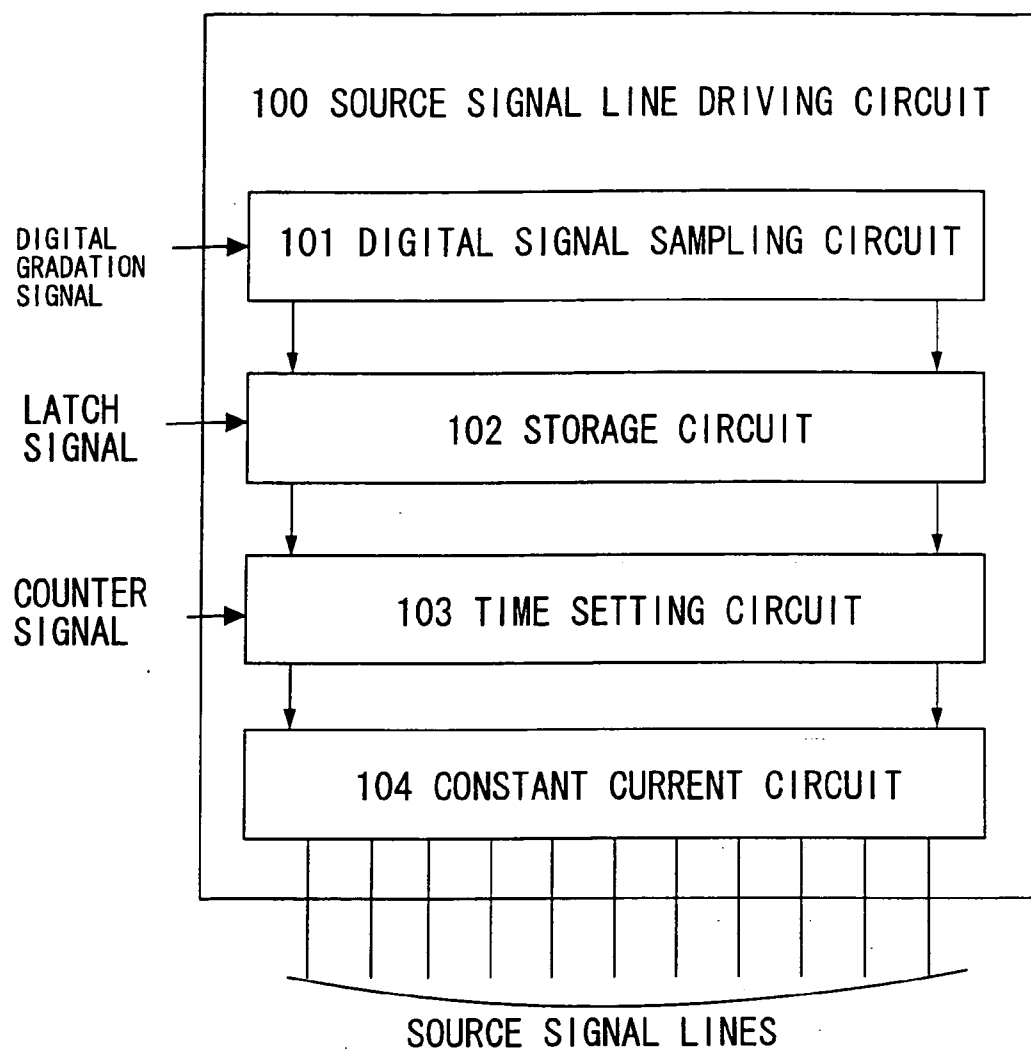 100 SOURCE SIGNAL LINE DRIVING CIRCUIT
DIGITAL
GRADATION
SIGNAL
101 DIGITAL SIGNAL SAMPLING CIRCUIT
LATCH
SIGNAL
102 STORAGE CIRCUIT
COUNTER
SIGNAL
103 TIME SETTING CIRCUIT
104 CONSTANT CURRENT CIRCUIT
SOURCE SIGNAL LINES